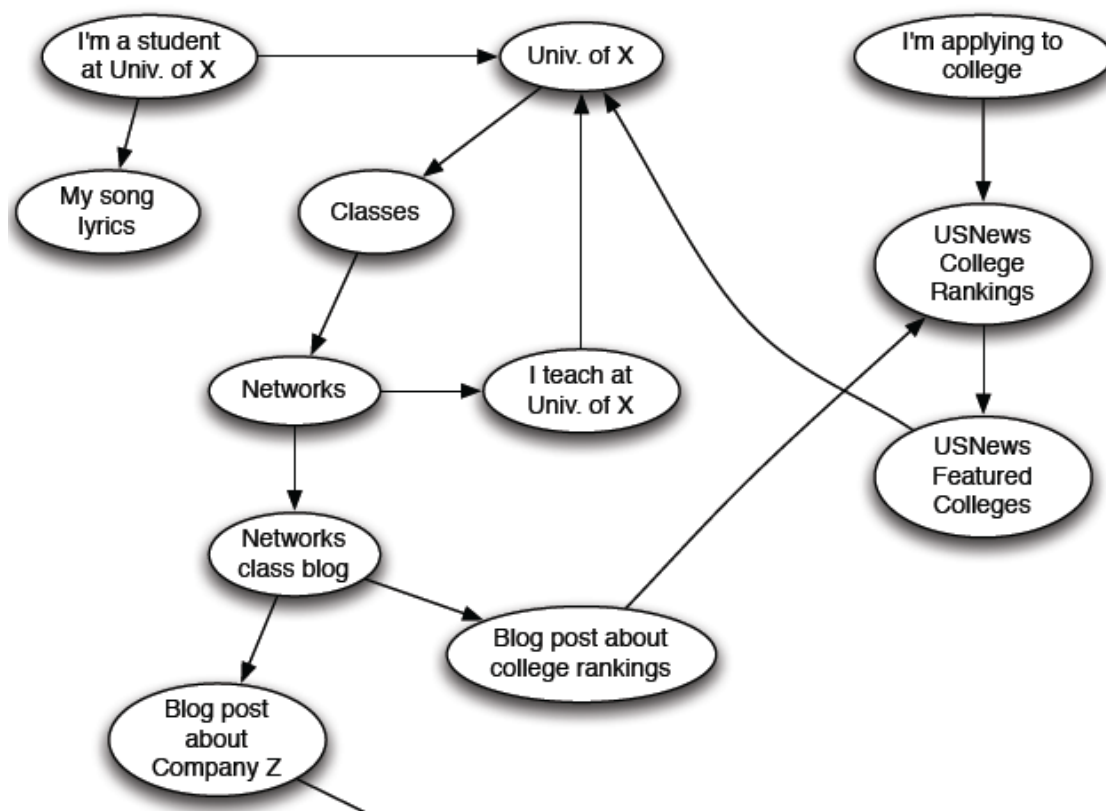 I'm a student
at Univ. of X
Univ. of X
I'm applying to
college
My song
lyrics
Classes
USNews
College
Rankings
Networks
I teach at
Univ. of X
USNews
Featured
Colleges
Networks
class blog
Blog post about
college rankings
Blog post
about
Company Z